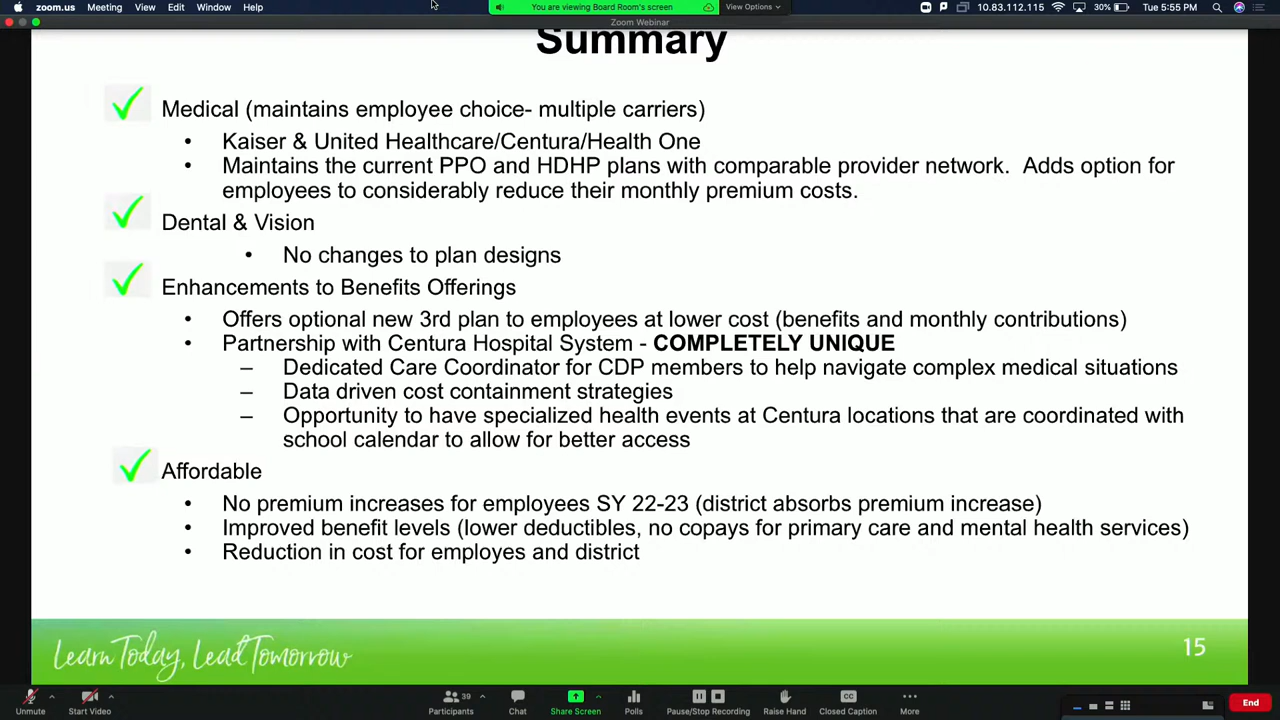 zoom.us Meeting View Edit Window Help
You are viewing Board Room's screen
View Options
10.83.112.115
30%
Tue 5:55 PM
Zoom Webinar
Summary
Medical (maintains employee choice- multiple carriers)
• Kaiser & United Healthcare/Centura/Health One
• Maintains the current PPO and HDHP plans with comparable provider network. Adds option for
employees to considerably reduce their monthly premium costs.
Dental & Vision
• No changes to plan designs
Enhancements to Benefits Offerings
• Offers optional new 3rd plan to employees at lower cost (benefits and monthly contributions)
• Partnership with Centura Hospital System - COMPLETELY UNIQUE
– Dedicated Care Coordinator for CDP members to help navigate complex medical situations
– Data driven cost containment strategies
– Opportunity to have specialized health events at Centura locations that are coordinated with
school calendar to allow for better access
Affordable
• No premium increases for employees SY 22-23 (district absorbs premium increase)
• Improved benefit levels (lower deductibles, no copays for primary care and mental health services)
• Reduction in cost for employes and district
Learn Today, Lead Tomorrow
15
39
CC
Unmute Start Video Participants Chat Share Screen Polls Pause/Stop Recording Raise Hand Closed Caption More End